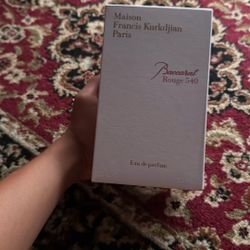 Maison
Francis Kurkdjian
Paris
Baccarat
Rouge 540
Eau de parfum